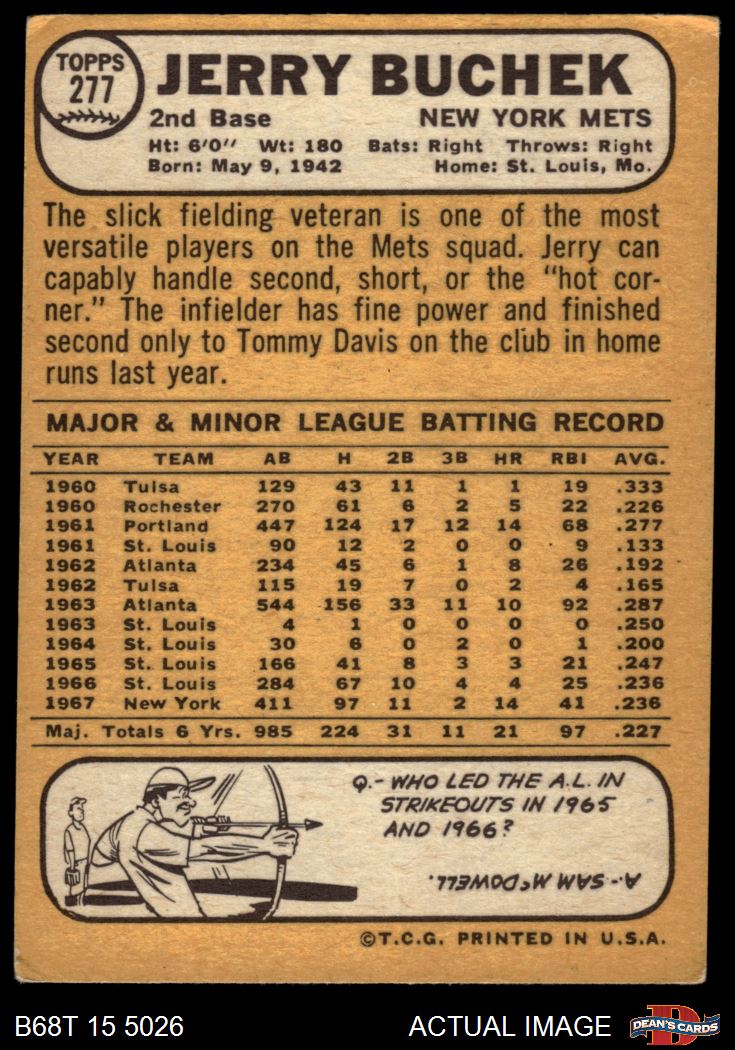 TOPPS
277
JERRY BUCHEK
2nd Base NEW YORK METS
Ht: 6'0" Wt: 180 Bats: Right Throws: Right
Born: May 9, 1942 Home: St. Louis, Mo.
The slick fielding veteran is one of the most
versatile players on the Mets squad. Jerry can
capably handle second, short, or the "hot cor-
ner." The infielder has fine power and finished
second only to Tommy Davis on the club in home
runs last year.
MAJOR & MINOR LEAGUE BATTING RECORD
YEAR TEAM AB H 2B 3B HR RBI AVG.
1960 Tulsa 129 43 11 1 1 19 .333
1960 Rochester 270 61 6 2 5 22 .226
1961 Portland 447 124 17 12 14 68 .277
1961 St. Louis 90 12 2 0 0 9 .133
1962 Atlanta 234 45 6 1 8 26 .192
1962 Tulsa 115 19 7 0 2 4 .165
1963 Atlanta 544 156 33 11 10 92 .287
1963 St. Louis 4 1 0 0 0 0 .250
1964 St. Louis 30 6 0 2 0 1 .200
1965 St. Louis 166 41 8 3 3 21 .247
1966 St. Louis 284 67 10 4 4 25 .236
1967 New York 411 97 11 2 14 41 .236
Maj. Totals 6 Yrs. 985 224 31 11 21 97 .227
Q.- WHO LED THE A.L. IN
STRIKEOUTS IN 1965
AND 1966?
A.- SAM McDOWELL.
©T.C.G. PRINTED IN U.S.A.
B68T 15 5026 ACTUAL IMAGE D DEAN'S CARDS